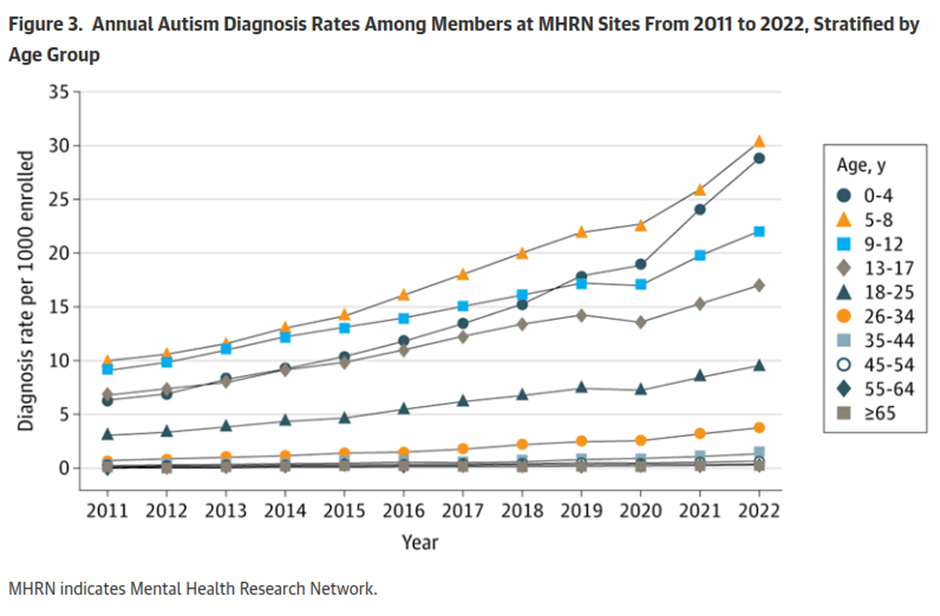 Figure 3. Annual Autism Diagnosis Rates Among Members at MHRN Sites From 2011 to 2022, Stratified by
Age Group
35
30
25
20
15
10
5
0
Diagnosis rate per 1000 enrolled
2011 2012 2013 2014 2015 2016 2017 2018 2019 2020 2021 2022
Year
Age, y
0-4
5-8
9-12
13-17
18-25
26-34
35-44
45-54
55-64
≥65
MHRN indicates Mental Health Research Network.